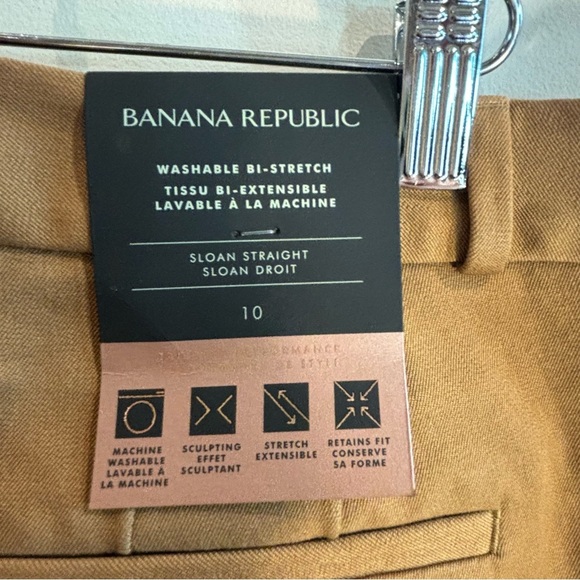 BANANA REPUBLIC
WASHABLE BI-STRETCH
TISSU BI-EXTENSIBLE
LAVABLE À LA MACHINE
SLOAN STRAIGHT
SLOAN DROIT
10
STYLE
MACHINE
WASHABLE
LAVABLE À
LA MACHINE
SCULPTING
EFFET
SCULPTANT
STRETCH
EXTENSIBLE
RETAINS FIT
CONSERVE
SA FORME